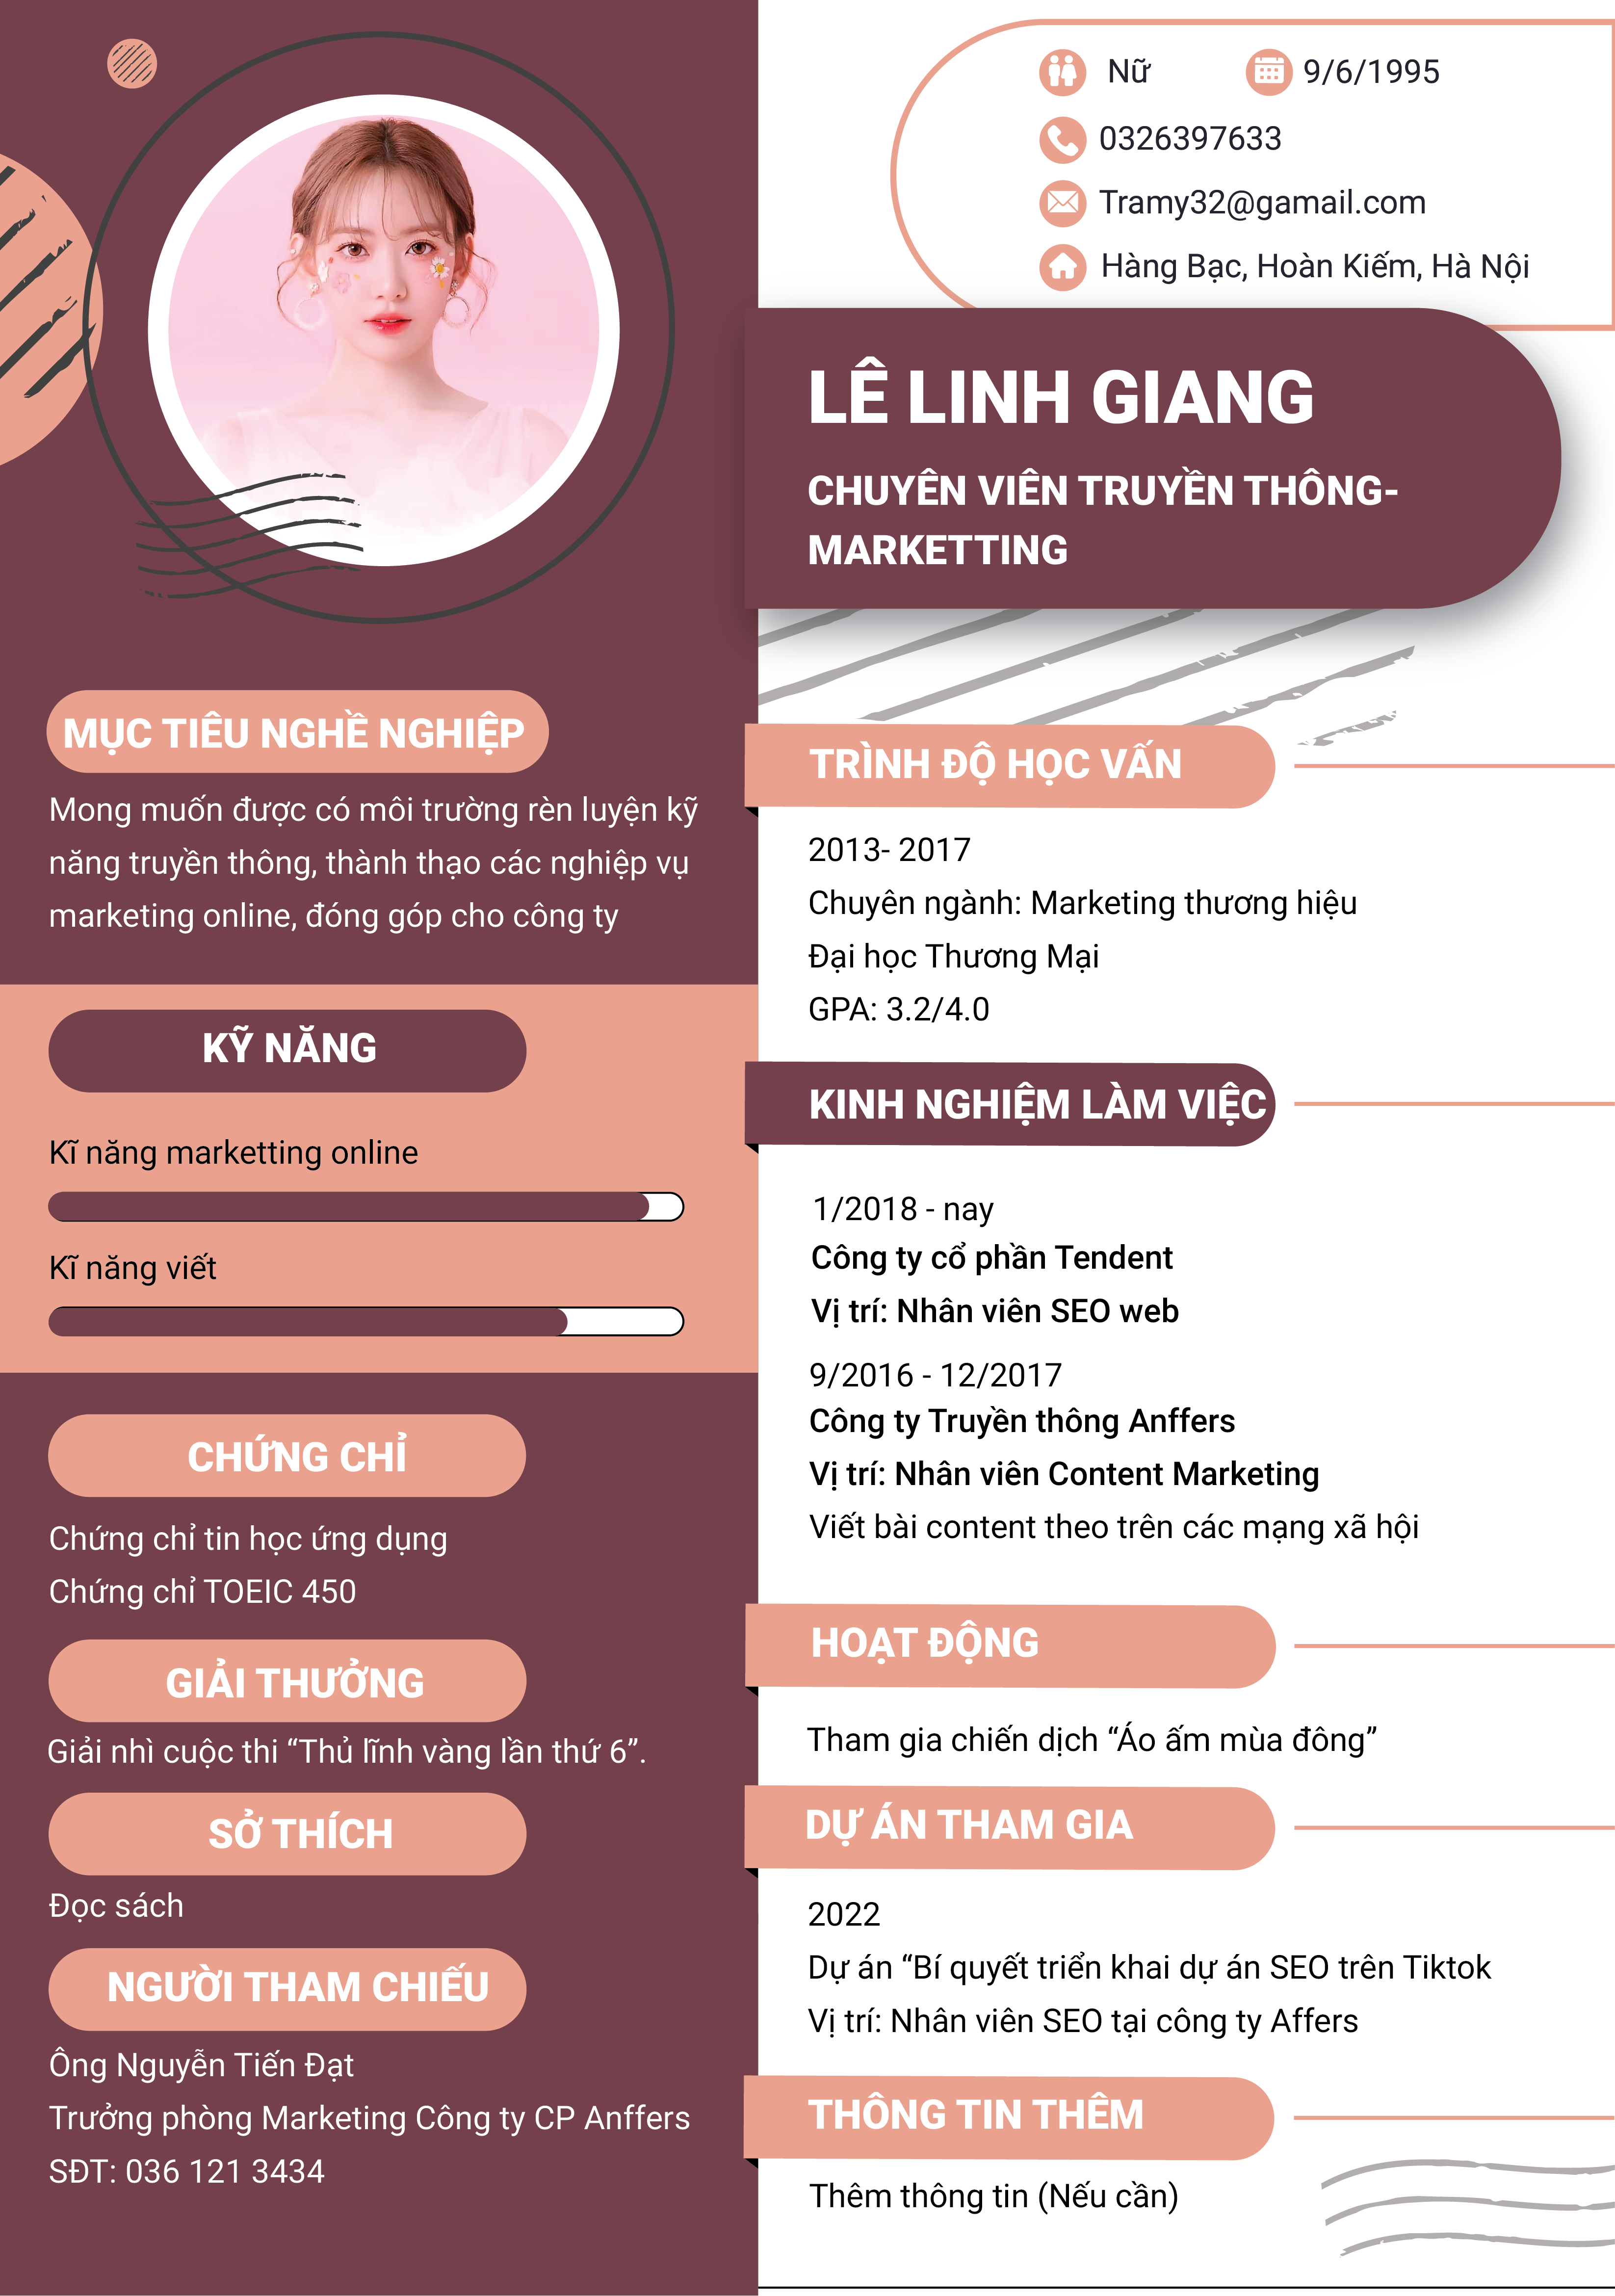 Nữ
9/6/1995
0326397633
Tramy32@gamail.com
Hàng Bạc, Hoàn Kiếm, Hà Nội
LÊ LINH GIANG
CHUYÊN VIÊN TRUYỀN THÔNG-
MARKETTING
MỤC TIÊU NGHỀ NGHIỆP
Mong muốn được có môi trường rèn luyện kỹ
năng truyền thông, thành thạo các nghiệp vụ
marketing online, đóng góp cho công ty
KỸ NĂNG
Kĩ năng marketting online
Kĩ năng viết
CHỨNG CHỈ
Chứng chỉ tin học ứng dụng
Chứng chỉ TOEIC 450
GIẢI THƯỞNG
Giải nhì cuộc thi “Thủ lĩnh vàng lần thứ 6”.
SỞ THÍCH
Đọc sách
NGƯỜI THAM CHIẾU
Ông Nguyễn Tiến Đạt
Trưởng phòng Marketing Công ty CP Anffers
SĐT: 036 121 3434
TRÌNH ĐỘ HỌC VẤN
2013- 2017
Chuyên ngành: Marketing thương hiệu
Đại học Thương Mại
GPA: 3.2/4.0
KINH NGHIỆM LÀM VIỆC
1/2018 - nay
Công ty cổ phần Tendent
Vị trí: Nhân viên SEO web
9/2016 - 12/2017
Công ty Truyền thông Anffers
Vị trí: Nhân viên Content Marketing
Viết bài content theo trên các mạng xã hội
HOẠT ĐỘNG
Tham gia chiến dịch “Áo ấm mùa đông”
DỰ ÁN THAM GIA
2022
Dự án “Bí quyết triển khai dự án SEO trên Tiktok
Vị trí: Nhân viên SEO tại công ty Affers
THÔNG TIN THÊM
Thêm thông tin (Nếu cần)